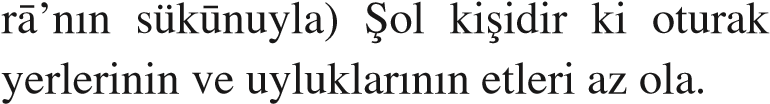 rā’nın sükūnuyla) Şol kişidir ki oturak
yerlerinin ve uyluklarının etleri az ola.